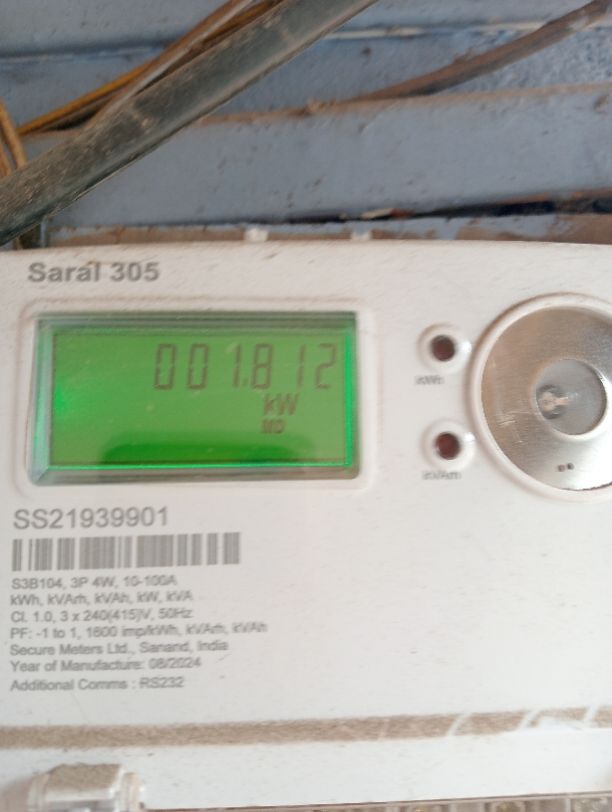 Saral 305
001.812
kW
MD
kWh
kVArh
SS21939901
S3B104, 3P 4W, 10-100A
kWh, kVArh, kVAh, kW, kVA
Cl. 1.0, 3 x 240(415)V, 50Hz
PF: -1 to 1, 1600 imp/kWh, kVArh, kVAh
Secure Meters Ltd., Sanand, India
Year of Manufacture: 08/2024
Additional Comms : RS232